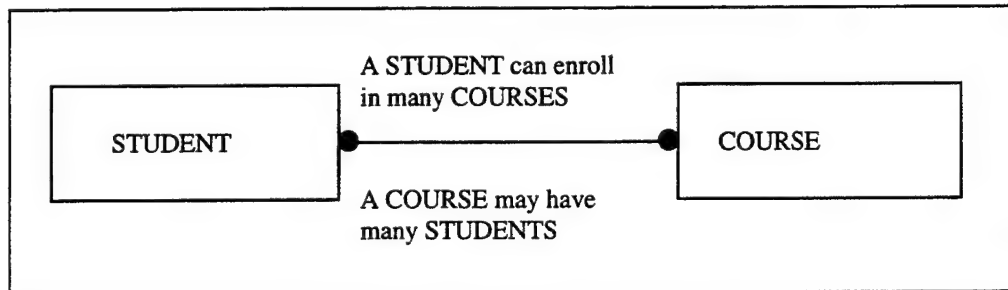 A STUDENT can enroll
in many COURSES
STUDENT
COURSE
A COURSE may have
many STUDENTS